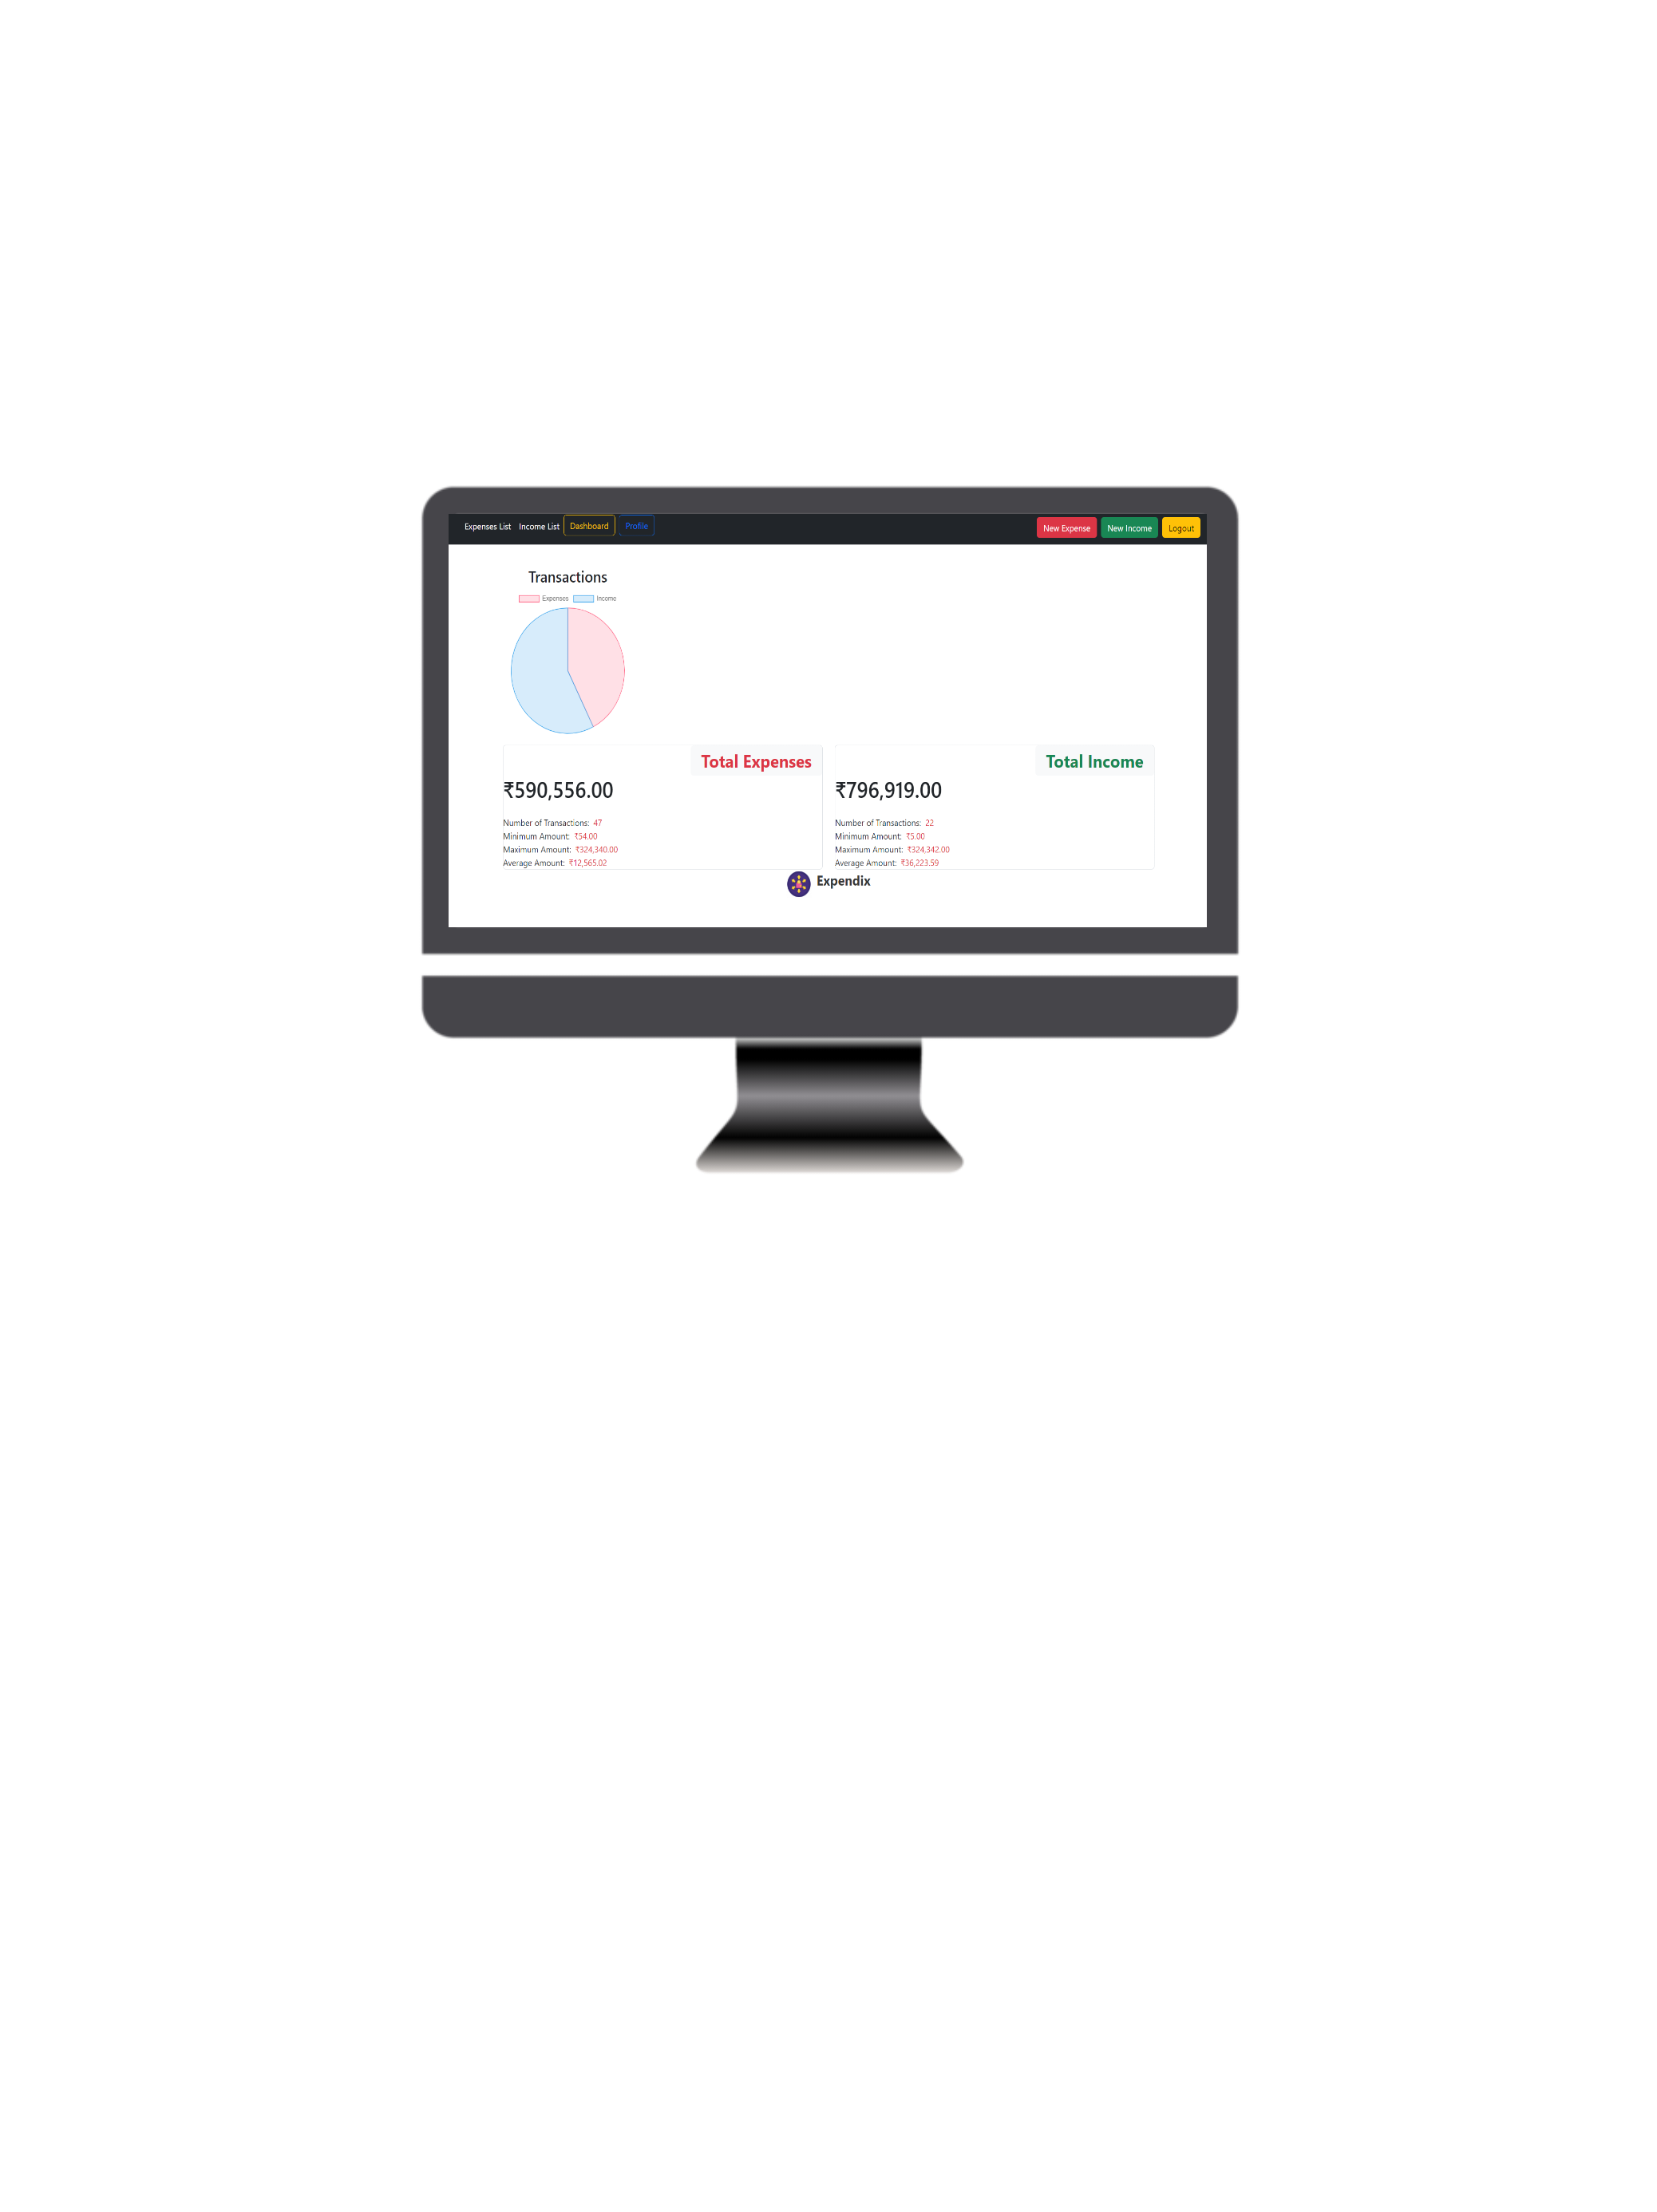 Expenses List Income List Dashboard Profile New Expense New Income Logout
Transactions
Expenses Income
Total Expenses
₹590,556.00
Number of Transactions: 47
Minimum Amount: ₹54.00
Maximum Amount: ₹324,340.00
Average Amount: ₹12,565.02
Total Income
₹796,919.00
Number of Transactions: 22
Minimum Amount: ₹5.00
Maximum Amount: ₹324,342.00
Average Amount: ₹36,223.59
Expendix